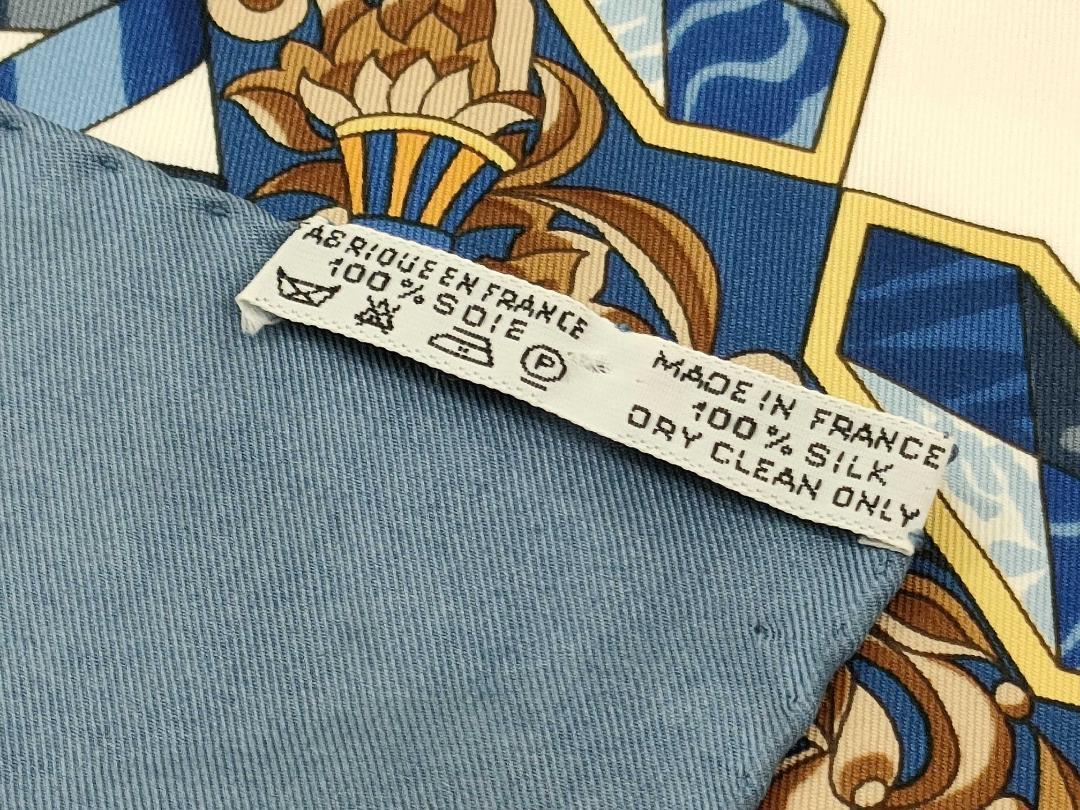 FABRIQUE EN FRANCE
100% SOIE
P
MADE IN FRANCE
100% SILK
DRY CLEAN ONLY